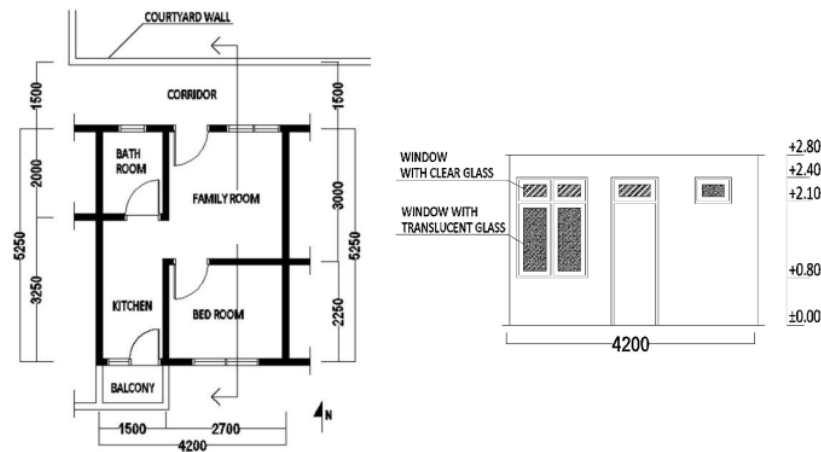 COURTYARD WALL
1500
CORRIDOR
1500
BATH
ROOM
2000
FAMILY ROOM
3000
5250
5250
3250
KITCHEN
BED ROOM
2250
BALCONY
N
1500
2700
4200
WINDOW
WITH CLEAR GLASS
WINDOW WITH
TRANSLUCENT GLASS
+2.80
+2.40
+2.10
+0.80
±0.00
4200